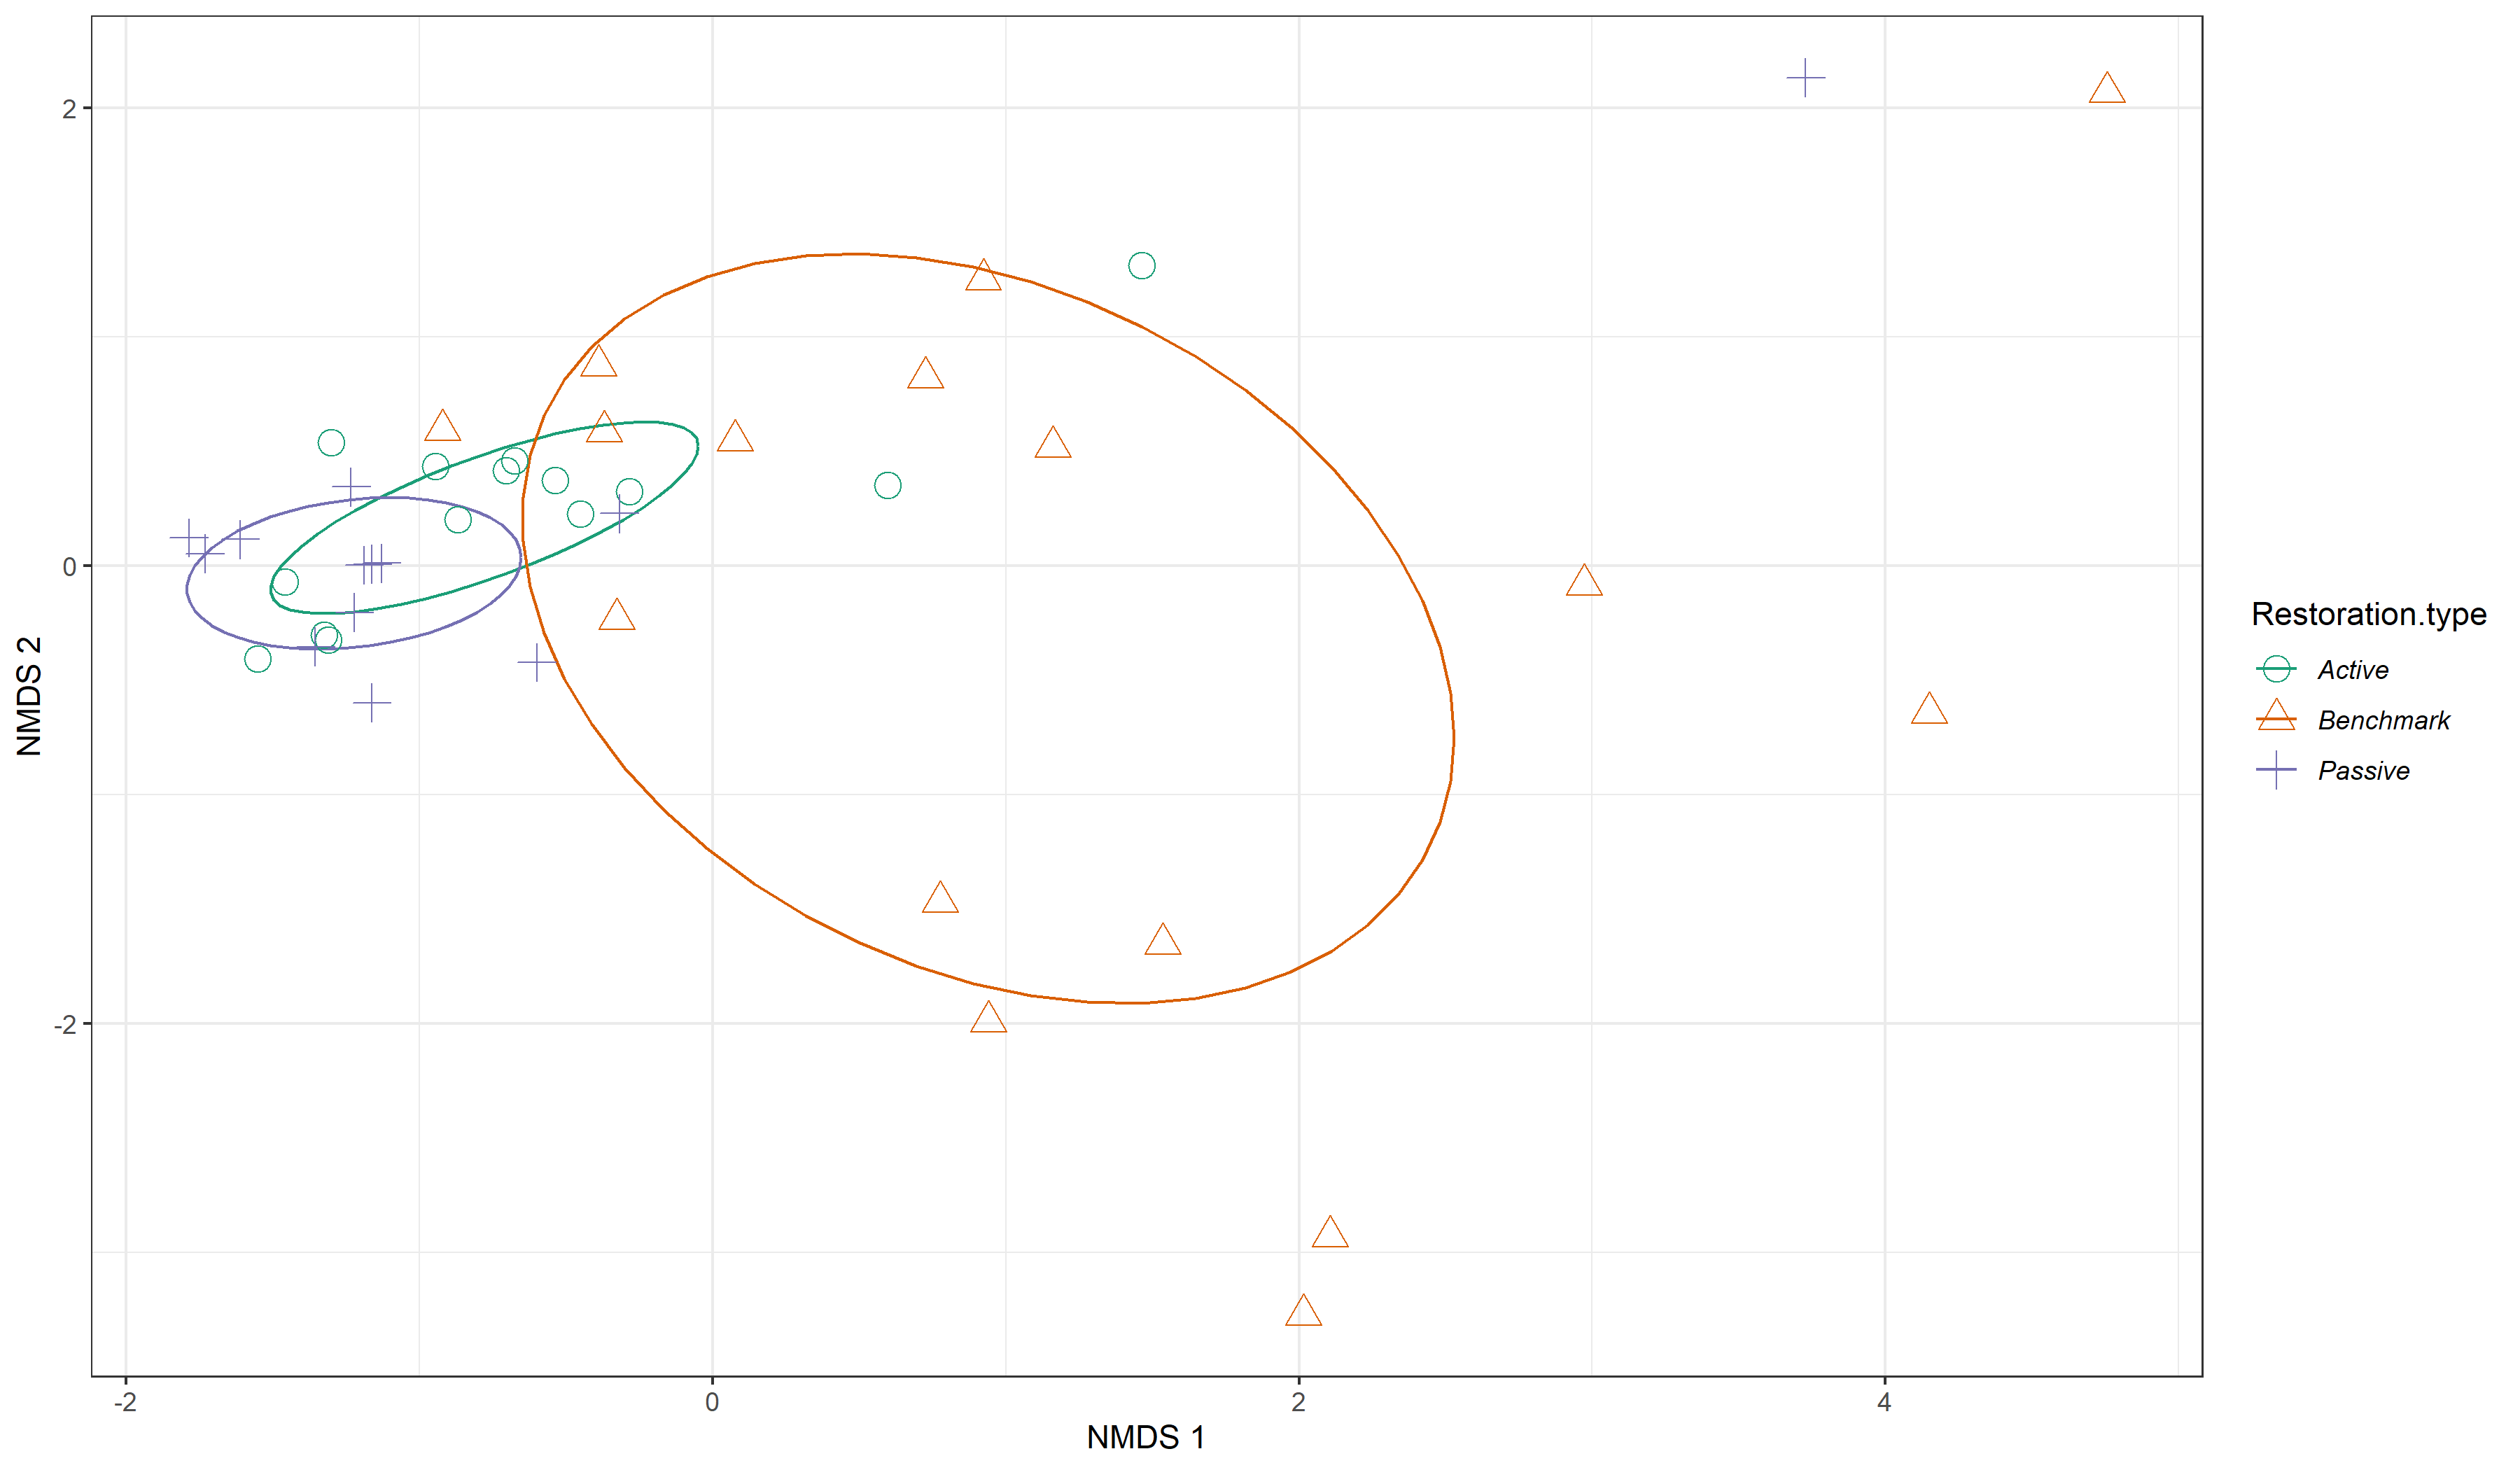 2
0
-2
NMDS 2
-2
0
2
4
NMDS 1
Restoration.type
Active
Benchmark
Passive